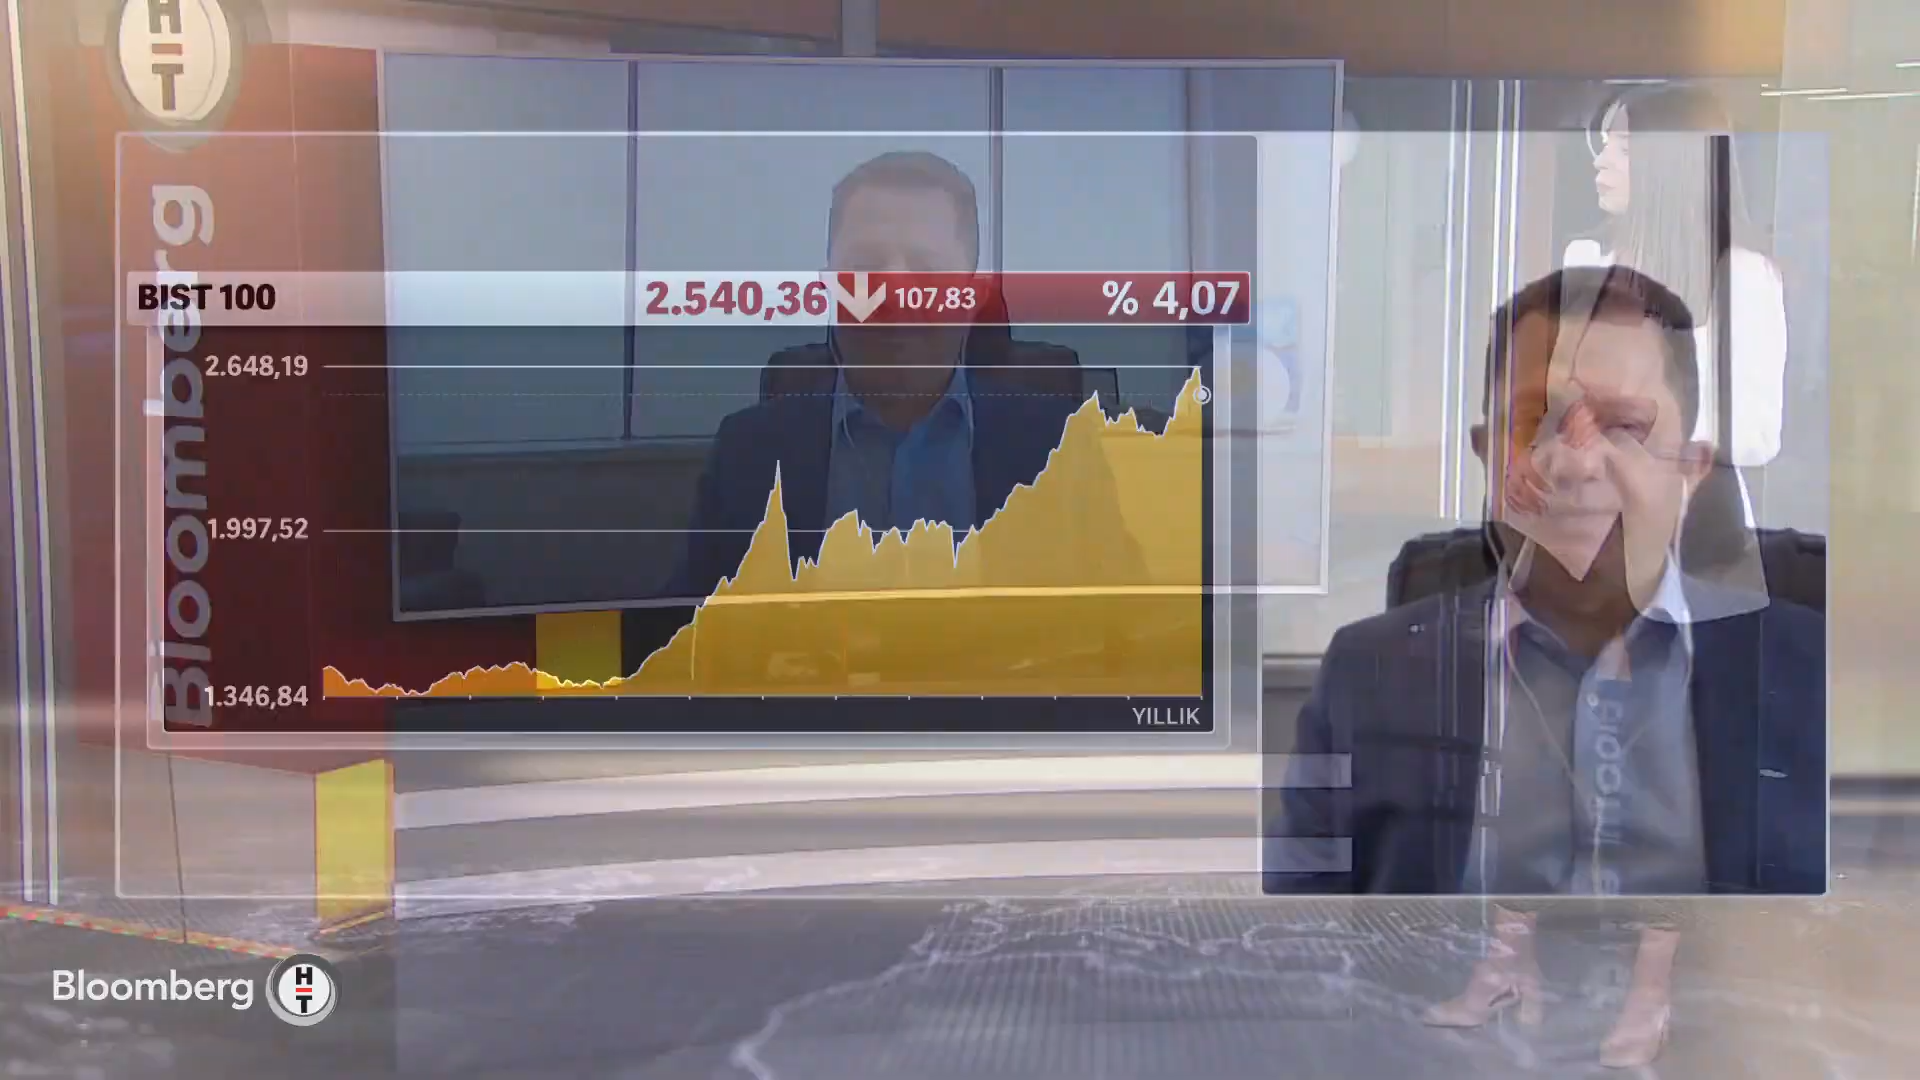 H
T
Bloomberg
BIST 100 2.540,36 107,83 % 4,07
2.648,19
1.997,52
1.346,84
YILLIK
Bloomberg H T